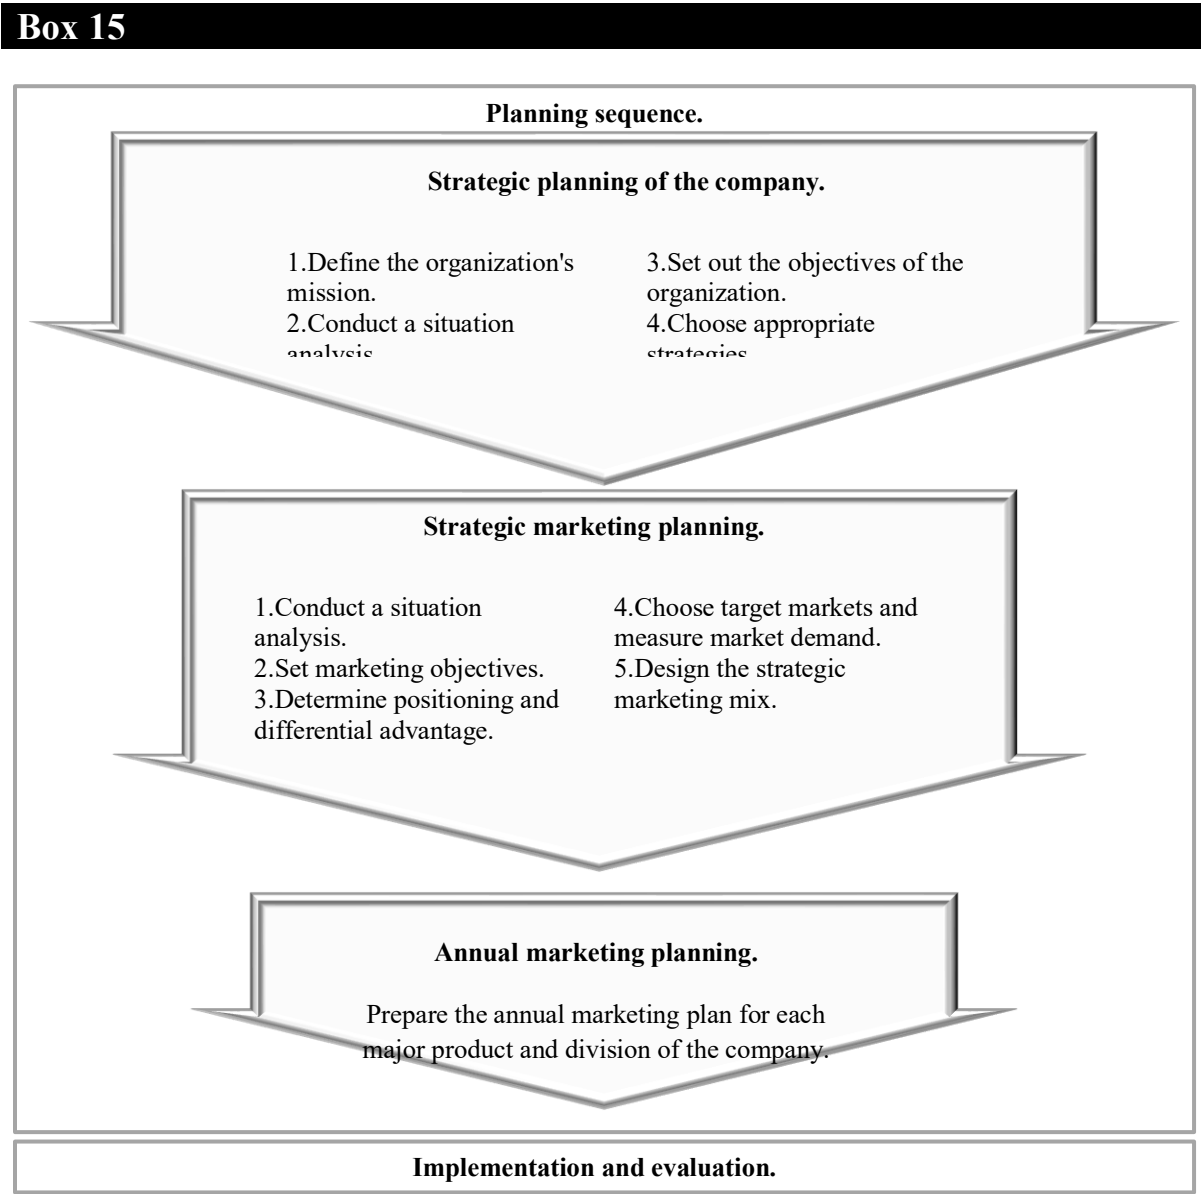 Box 15
Planning sequence.
Strategic planning of the company.
1.Define the organization's
mission.
2.Conduct a situation
analysis
3.Set out the objectives of the
organization.
4.Choose appropriate
strategies
Strategic marketing planning.
1.Conduct a situation
analysis.
2.Set marketing objectives.
3.Determine positioning and
differential advantage.
4.Choose target markets and
measure market demand.
5.Design the strategic
marketing mix.
Annual marketing planning.
Prepare the annual marketing plan for each
major product and division of the company.
Implementation and evaluation.